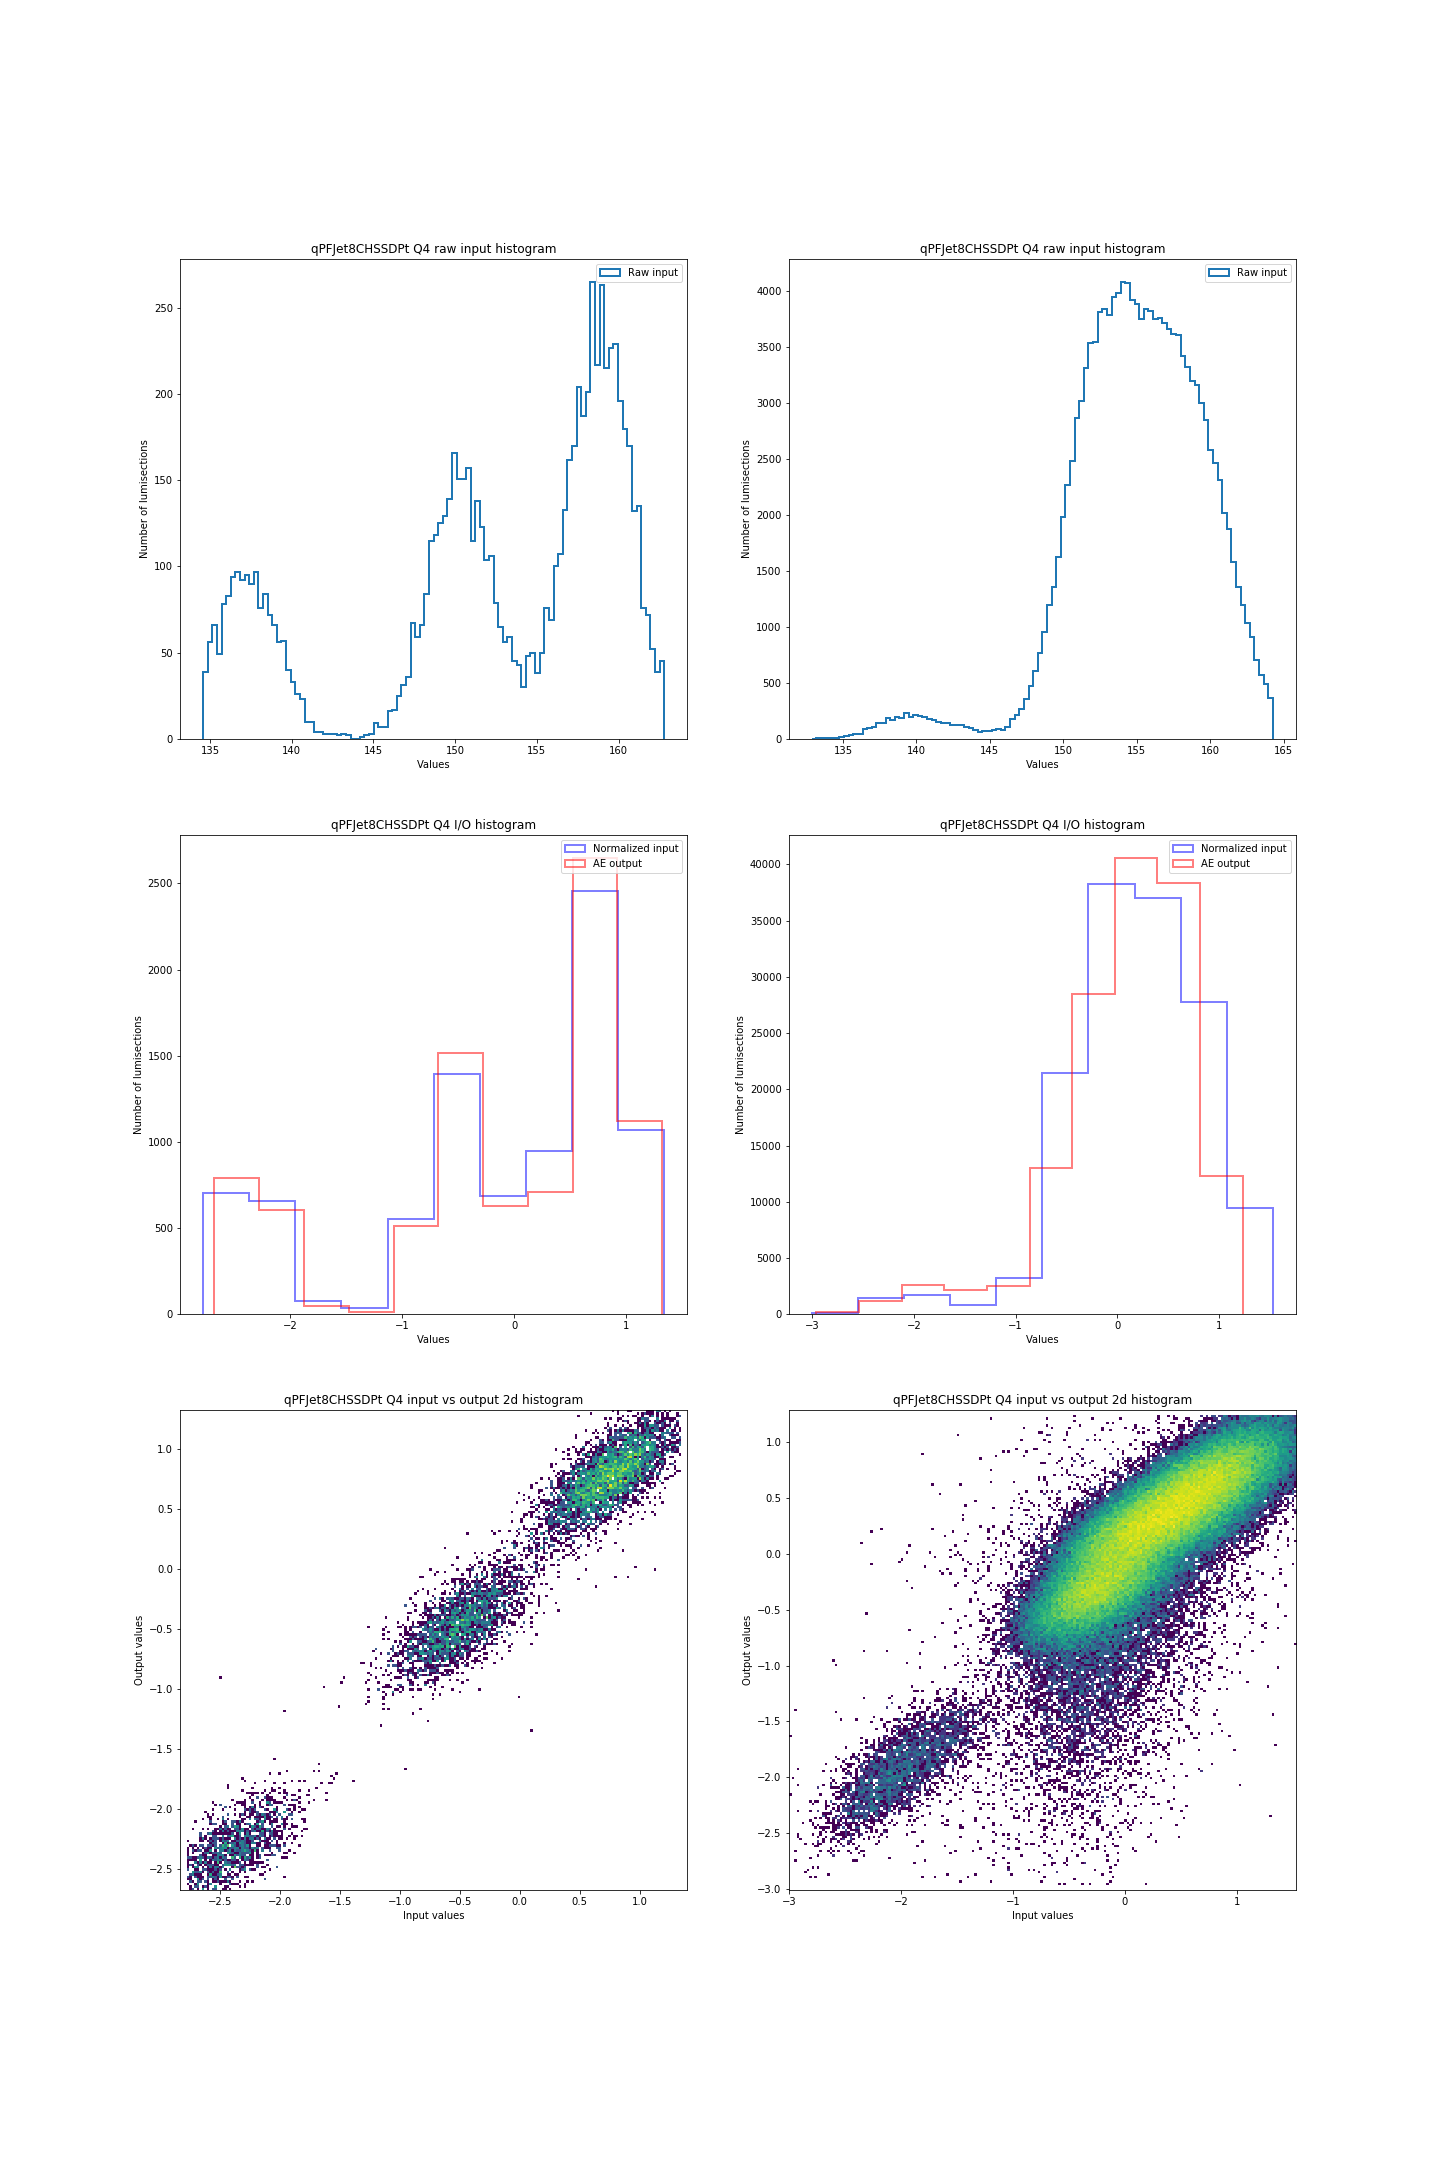 qPFJet8CHSSDPt Q4 raw input histogram
Raw input
Number of lumisections
250
200
150
100
50
0
135 140 145 150 155 160
Values
qPFJet8CHSSDPt Q4 raw input histogram
Raw input
Number of lumisections
4000
3500
3000
2500
2000
1500
1000
500
0
135 140 145 150 155 160 165
Values
qPFJet8CHSSDPt Q4 I/O histogram
Normalized input
AE output
Number of lumisections
2500
2000
1500
1000
500
0
−2 −1 0 1
Values
qPFJet8CHSSDPt Q4 I/O histogram
Normalized input
AE output
Number of lumisections
40000
35000
30000
25000
20000
15000
10000
5000
0
−3 −2 −1 0 1
Values
qPFJet8CHSSDPt Q4 input vs output 2d histogram
Output values
1.0
0.5
0.0
−0.5
−1.0
−1.5
−2.0
−2.5
−2.5 −2.0 −1.5 −1.0 −0.5 0.0 0.5 1.0
Input values
qPFJet8CHSSDPt Q4 input vs output 2d histogram
Output values
1.0
0.5
0.0
−0.5
−1.0
−1.5
−2.0
−2.5
−3.0
−3 −2 −1 0 1
Input values